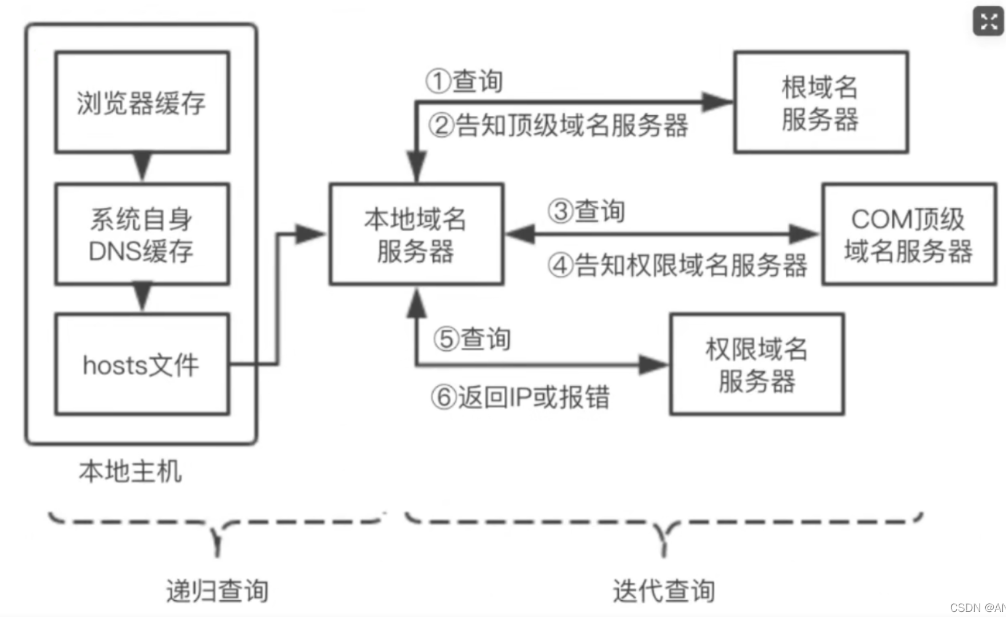 浏览器缓存
系统自身
DNS缓存
hosts文件
本地主机
本地域名
服务器
①查询
②告知顶级域名服务器
根域名
服务器
③查询
④告知权限域名服务器
COM顶级
域名服务器
⑤查询
⑥返回IP或报错
权限域名
服务器
递归查询
迭代查询
CSDN @AN